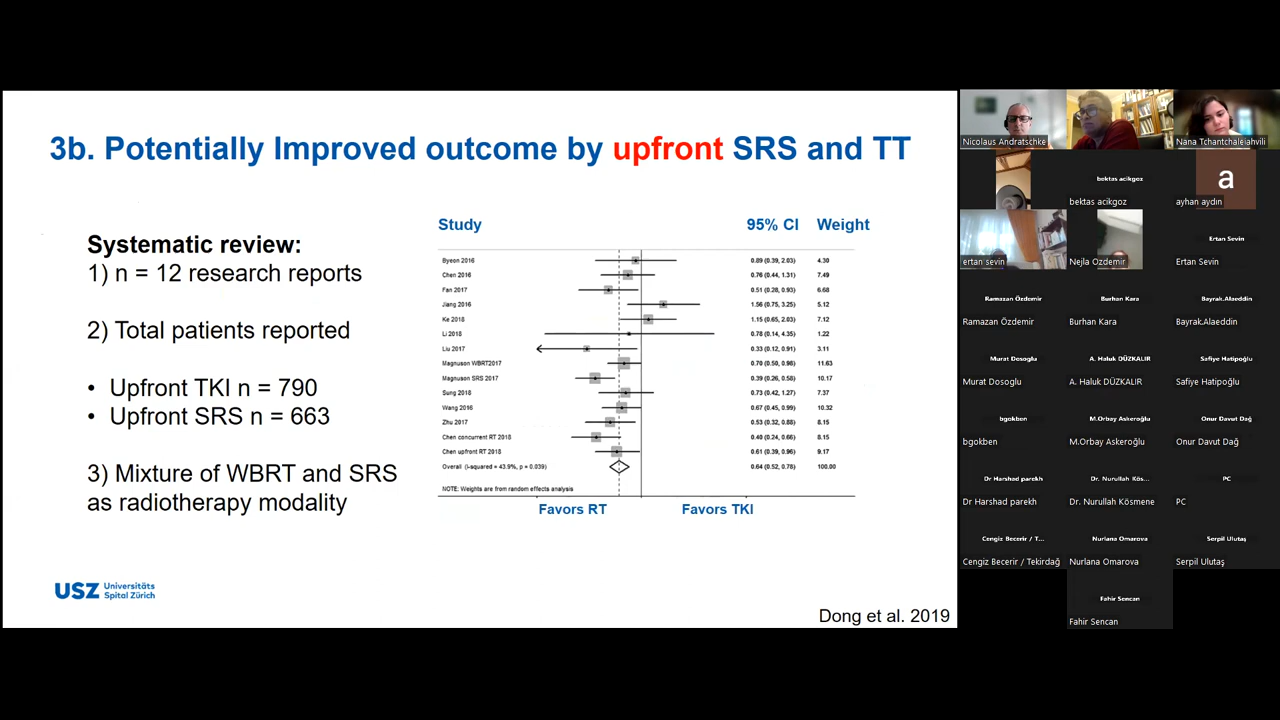 3b. Potentially Improved outcome by upfront SRS and TT
Systematic review:
1) n = 12 research reports
2) Total patients reported
• Upfront TKI n = 790
• Upfront SRS n = 663
3) Mixture of WBRT and SRS
as radiotherapy modality
Study 95% CI Weight
Byeon 2016 0.89 (0.39, 2.03) 4.30
Chen 2016 0.76 (0.44, 1.31) 7.49
Fan 2017 0.51 (0.28, 0.93) 6.68
Jiang 2016 1.56 (0.75, 3.25) 5.12
Ke 2018 1.15 (0.65, 2.03) 7.12
Li 2018 0.78 (0.14, 4.35) 1.22
Liu 2017 0.33 (0.12, 0.91) 3.11
Magnuson WBRT2017 0.70 (0.50, 0.98) 11.63
Magnuson SRS 2017 0.39 (0.26, 0.58) 10.17
Sung 2018 0.73 (0.42, 1.27) 7.37
Wang 2016 0.67 (0.45, 0.99) 10.32
Zhu 2017 0.53 (0.32, 0.88) 8.15
Chen concurrent RT 2018 0.40 (0.24, 0.66) 8.15
Chen upfront RT 2018 0.61 (0.39, 0.96) 9.17
Overall (I-squared = 43.9%, p = 0.039) 0.64 (0.52, 0.78) 100.00
NOTE: Weights are from random effects analysis
Favors RT Favors TKI
USZ Universitäts
Spital Zürich
Dong et al. 2019
Nicolaus Andratschke
Nana Tchantchaleiahvili
bektas acikgoz
bektas acikgoz
a
ayhan aydın
ertan sevin
Nejla Ozdemir
Ertan Sevin
Ertan Sevin
Ramazan Özdemir Burhan Kara Bayrak.Alaeddin
Ramazan Özdemir Burhan Kara Bayrak.Alaeddin
Murat Dosoglu A. Haluk DÜZKALIR Safiye Hatipoğlu
Murat Dosoglu A. Haluk DÜZKALIR Safiye Hatipoğlu
bgokben M.Orbay Askeroğlu Onur Davut Dağ
bgokben M.Orbay Askeroğlu Onur Davut Dağ
Dr Harshad parekh Dr. Nurullah Kös... PC
Dr Harshad parekh Dr. Nurullah Kösmene PC
Cengiz Becerir / T... Nurlana Omarova Serpil Ulutaş
Cengiz Becerir / Tekirdağ Nurlana Omarova Serpil Ulutaş
Fahir Sencan
Fahir Sencan